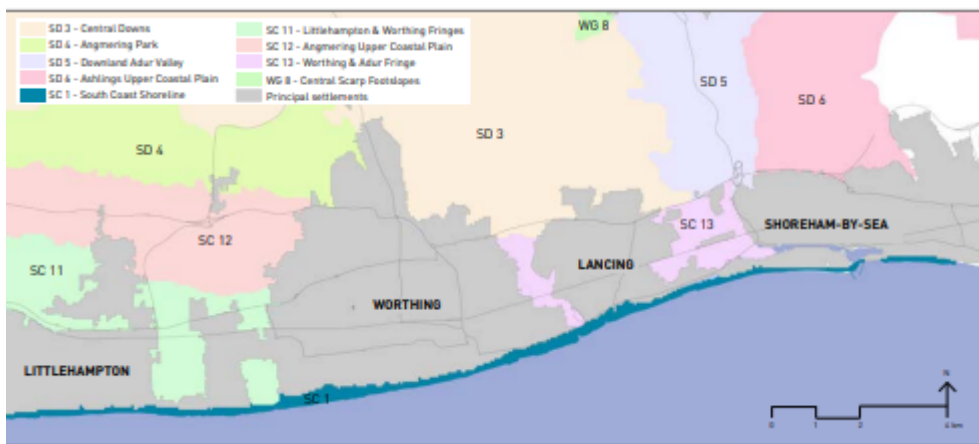 SD 3 - Central Downs
SD 4 - Angmering Park
SD 5 - Downland Adur Valley
SD 6 - Ashlings Upper Coastal Plain
SC 1 - South Coast Shoreline
SC 11 - Littlehampton & Worthing Fringes
SC 12 - Angmering Upper Coastal Plain
SC 13 - Worthing & Adur Fringe
WG 8 - Central Scarp Footslopes
Principal settlements
WG 8
SD 5
SD 6
SD 3
SD 4
SC 13
SHOREHAM-BY-SEA
SC 12
LANCING
SC 11
WORTHING
LITTLEHAMPTON
SC 1
N
0 1 2 4 km